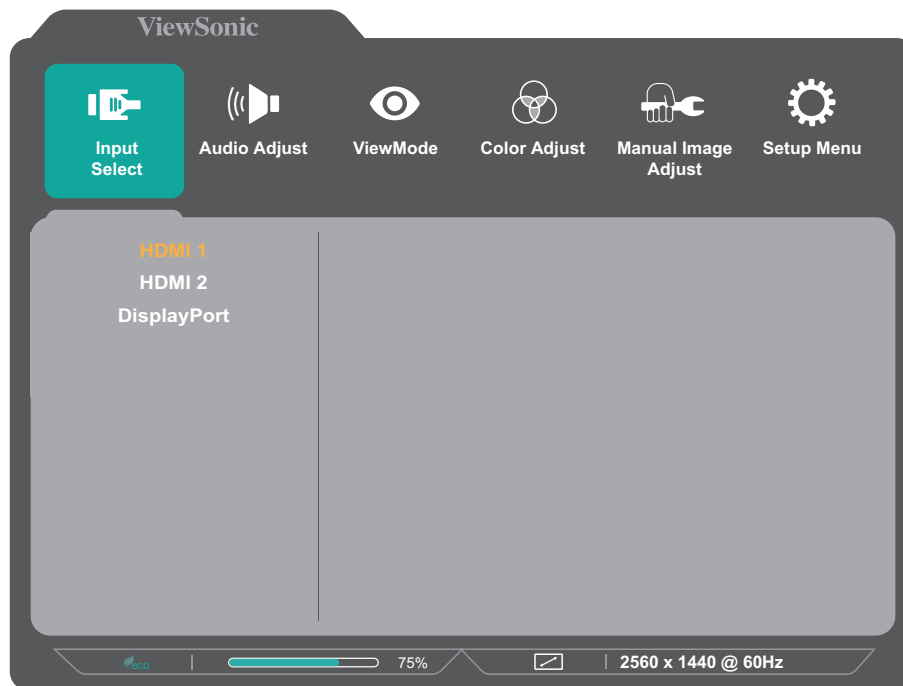 ViewSonic
Input
Select
Audio Adjust
ViewMode
Color Adjust
Manual Image
Adjust
Setup Menu
HDMI 1
HDMI 2
DisplayPort
ECO
75%
2560 x 1440 @ 60Hz